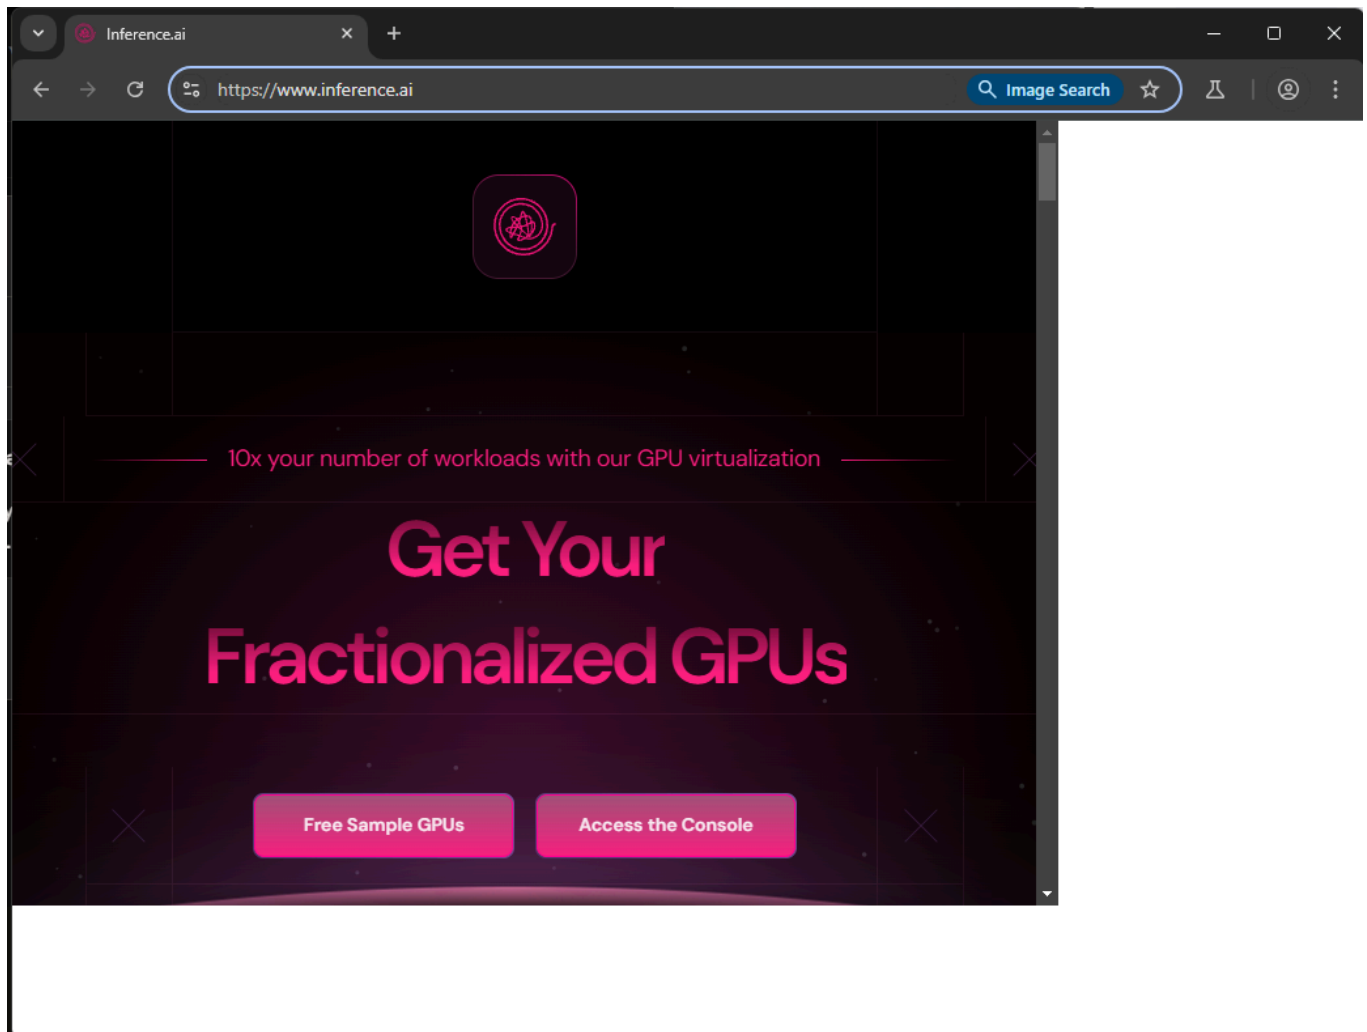 Inference.ai
https://www.inference.ai
Image Search
10x your number of workloads with our GPU virtualization
Get Your
Fractionalized GPUs
Free Sample GPUs
Access the Console